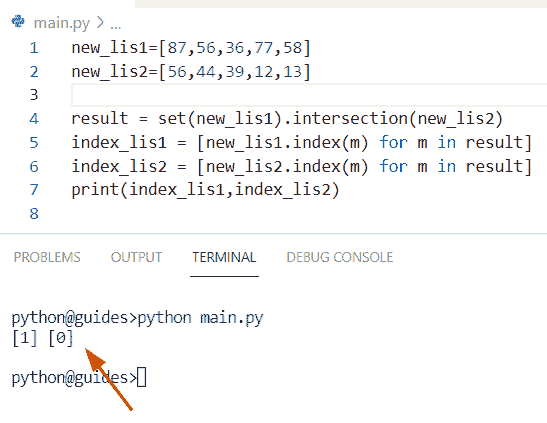 main.py > ...
1 new_lis1=[87,56,36,77,58]
2 new_lis2=[56,44,39,12,13]
3
4 result = set(new_lis1).intersection(new_lis2)
5 index_lis1 = [new_lis1.index(m) for m in result]
6 index_lis2 = [new_lis2.index(m) for m in result]
7 print(index_lis1,index_lis2)
8
PROBLEMS OUTPUT TERMINAL DEBUG CONSOLE
python@guides>python main.py
[1] [0]
python@guides>